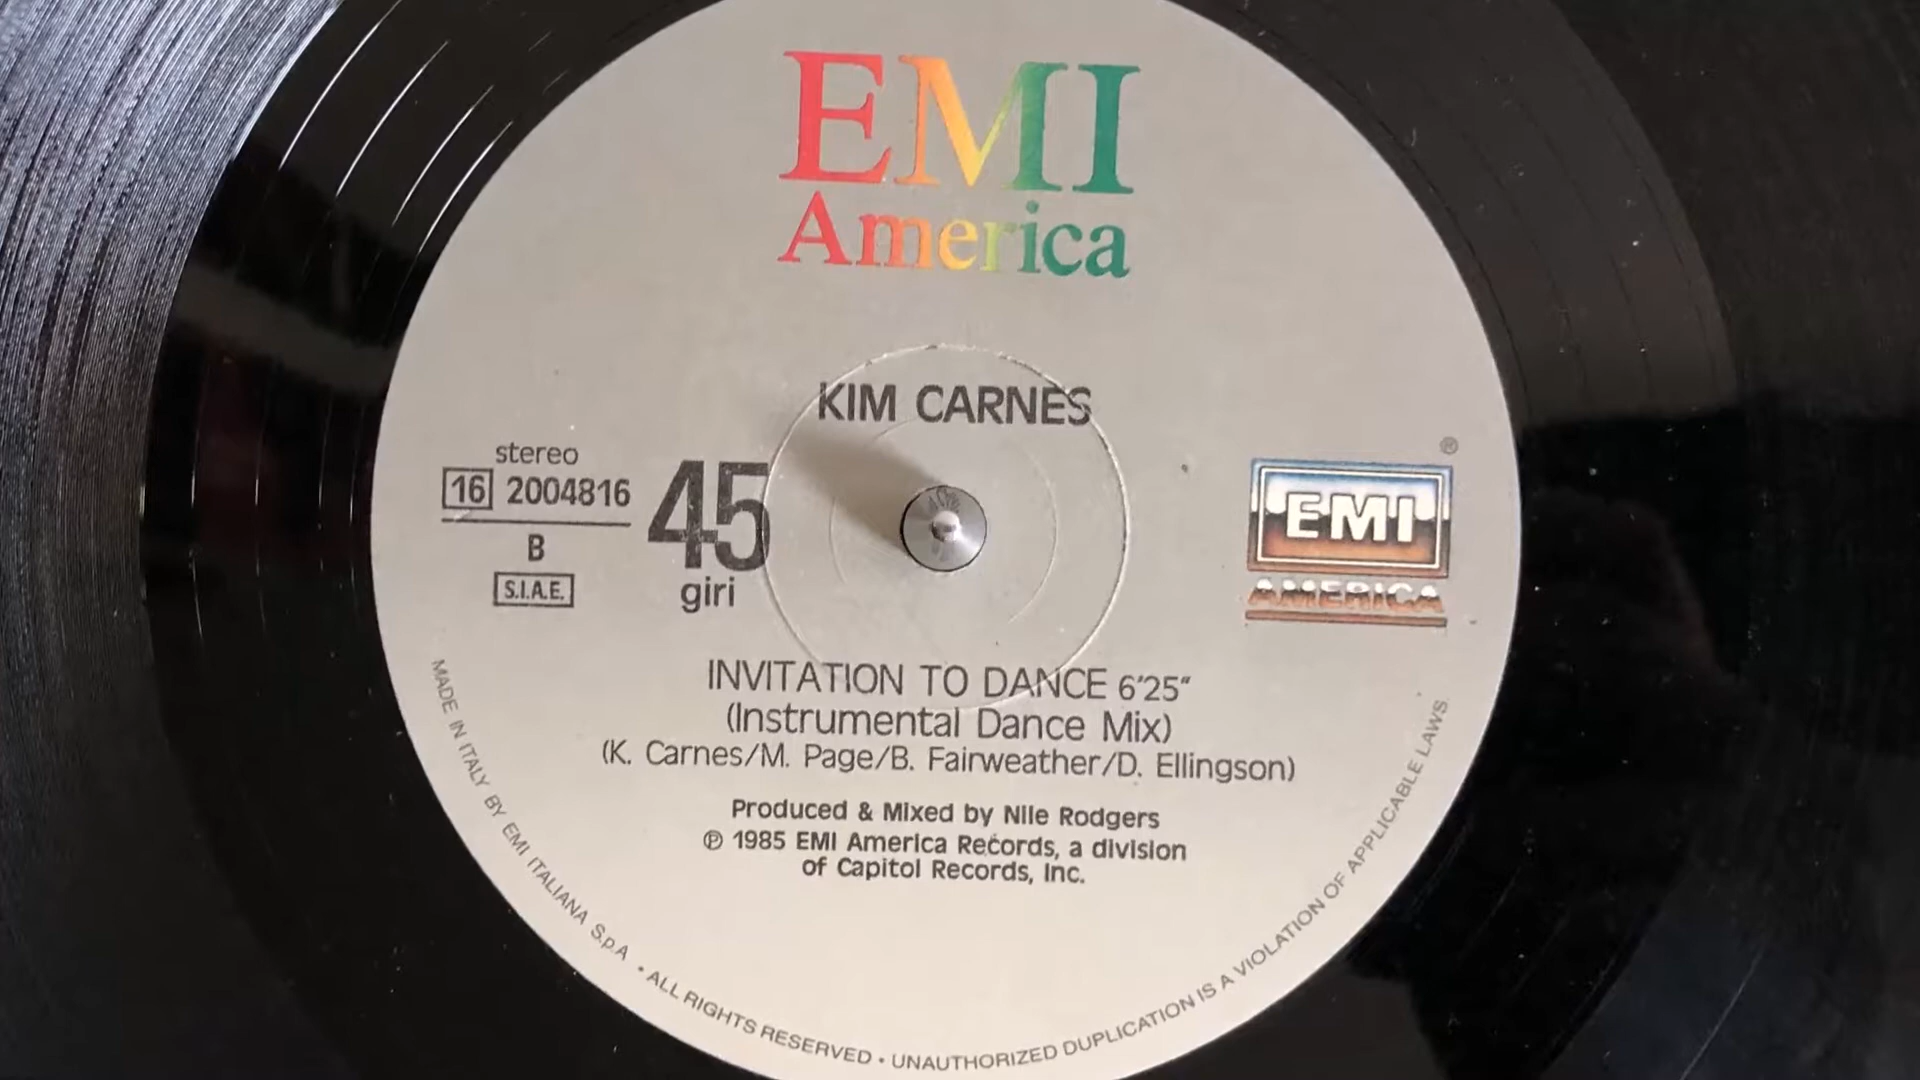 EMI
America
KIM CARNES
stereo
16 2004816
B
S.I.A.E.
45
giri
®
EMI
AMERICA
INVITATION TO DANCE 6'25"
(Instrumental Dance Mix)
(K. Carnes/M. Page/B. Fairweather/D. Ellingson)
Produced & Mixed by Nile Rodgers
℗ 1985 EMI America Records, a division
of Capitol Records, Inc.
MADE IN ITALY BY EMI ITALIANA S.p.A • ALL RIGHTS RESERVED • UNAUTHORIZED DUPLICATION IS A VIOLATION OF APPLICABLE LAWS